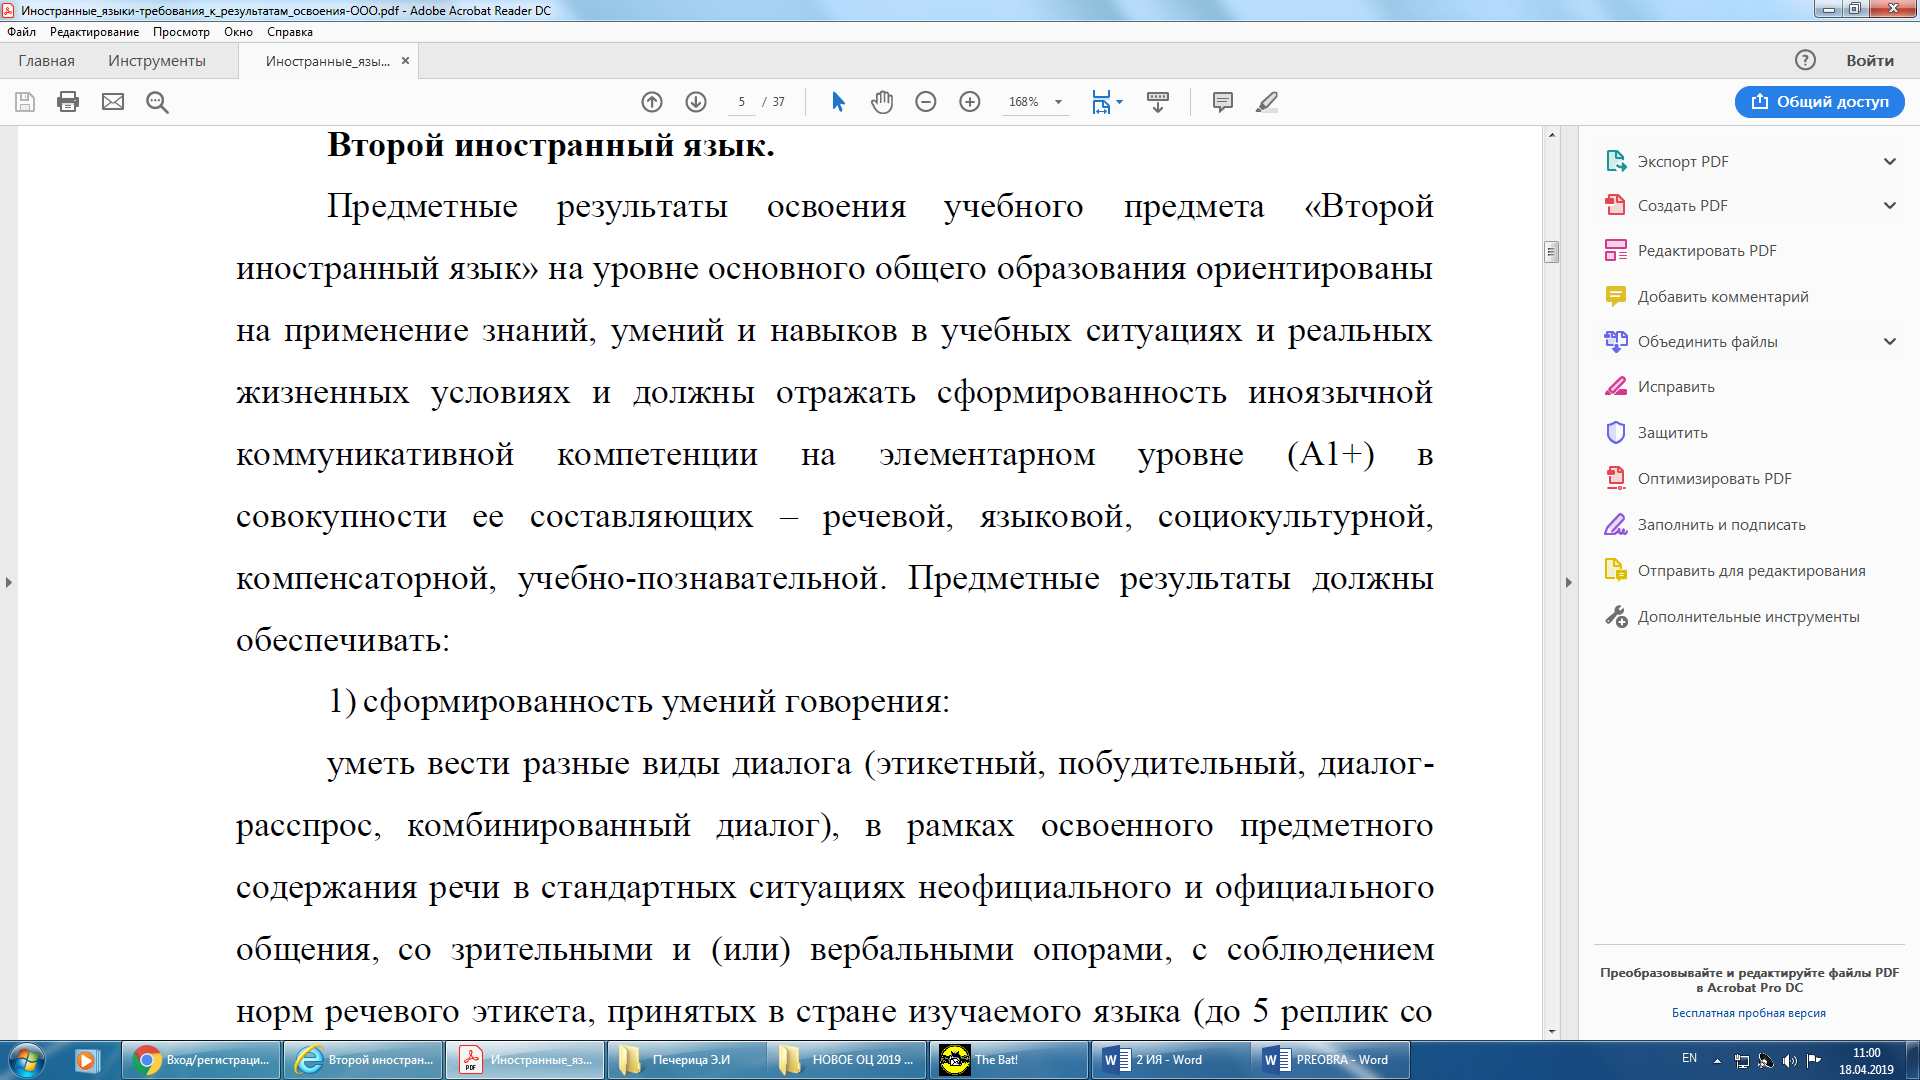 Иностранные_языки-требования_к_результатам_освоения-ООО.pdf - Adobe Acrobat Reader DC
Файл Редактирование Просмотр Окно Справка
Главная Инструменты Иностранные_язы... ×
Войти
5 / 37 168% Общий доступ
Второй иностранный язык.
Предметные результаты освоения учебного предмета «Второй
иностранный язык» на уровне основного общего образования ориентированы
на применение знаний, умений и навыков в учебных ситуациях и реальных
жизненных условиях и должны отражать сформированность иноязычной
коммуникативной компетенции на элементарном уровне (А1+) в
совокупности ее составляющих – речевой, языковой, социокультурной,
компенсаторной, учебно-познавательной. Предметные результаты должны
обеспечивать:
1) сформированность умений говорения:
уметь вести разные виды диалога (этикетный, побудительный, диалог-
расспрос, комбинированный диалог), в рамках освоенного предметного
содержания речи в стандартных ситуациях неофициального и официального
общения, со зрительными и (или) вербальными опорами, с соблюдением
норм речевого этикета, принятых в стране изучаемого языка (до 5 реплик со
Экспорт PDF
Создать PDF
Редактировать PDF
Добавить комментарий
Объединить файлы
Исправить
Защитить
Оптимизировать PDF
Заполнить и подписать
Отправить для редактирования
Дополнительные инструменты
Преобразовывайте и редактируйте файлы PDF
в Acrobat Pro DC
Бесплатная пробная версия
Вход/регистраци... Второй иностран... Иностранные_яз... Печерица Э.И НОВОЕ ОЦ 2019 ... The Bat! 2 ИЯ - Word PREOBRA - Word EN 11:00
18.04.2019